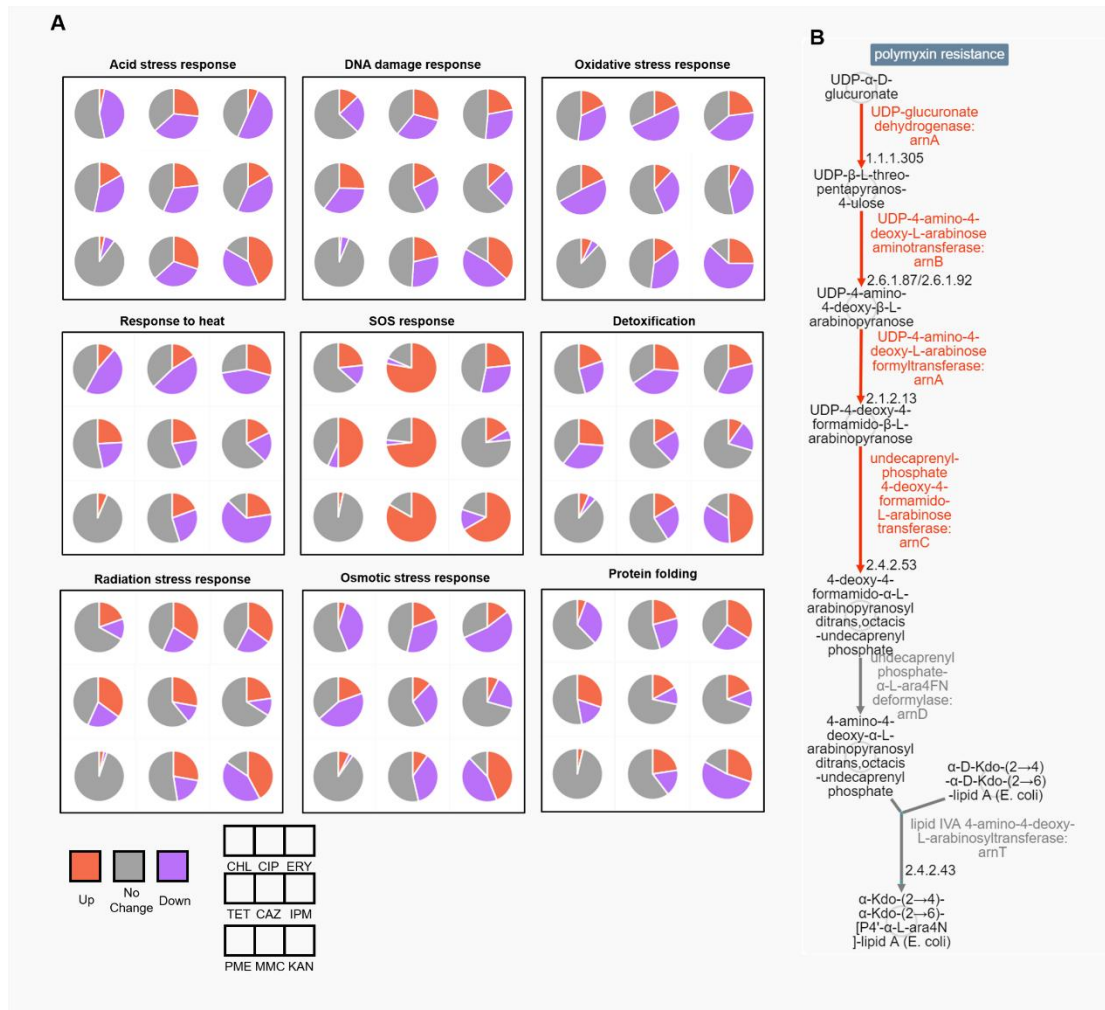 A
Acid stress response
DNA damage response
Oxidative stress response
Response to heat
SOS response
Detoxification
Radiation stress response
Osmotic stress response
Protein folding
Up
No
Change
Down
CHL CIP ERY
TET CAZ IPM
PME MMC KAN
B
polymyxin resistance
UDP-α-D-
glucuronate
UDP-glucuronate
dehydrogenase:
arnA
1.1.1.305
UDP-β-L-threo-
pentapyranos-
4-ulose
UDP-4-amino-4-
deoxy-L-arabinose
aminotransferase:
arnB
2.6.1.87/2.6.1.92
UDP-4-amino-
4-deoxy-β-L-
arabinopyranose
UDP-4-amino-4-
deoxy-L-arabinose
formyltransferase:
arnA
2.1.2.13
UDP-4-deoxy-4-
formamido-β-L-
arabinopyranose
undecaprenyl-
phosphate
4-deoxy-4-
formamido-
L-arabinose
transferase:
arnC
2.4.2.53
4-deoxy-4-
formamido-α-L-
arabinopyranosyl
ditrans,octacis
-undecaprenyl
phosphate
undecaprenyl
phosphate-
α-L-ara4FN
deformylase:
arnD
4-amino-4-
deoxy-α-L-
arabinopyranosyl
ditrans,octacis
-undecaprenyl
phosphate
α-D-Kdo-(2→4)
-α-D-Kdo-(2→6)
-lipid A (E. coli)
lipid IVA 4-amino-4-deoxy-
L-arabinosyltransferase:
arnT
2.4.2.43
α-Kdo-(2→4)-
α-Kdo-(2→6)-
[P4'-α-L-ara4N
]-lipid A (E. coli)